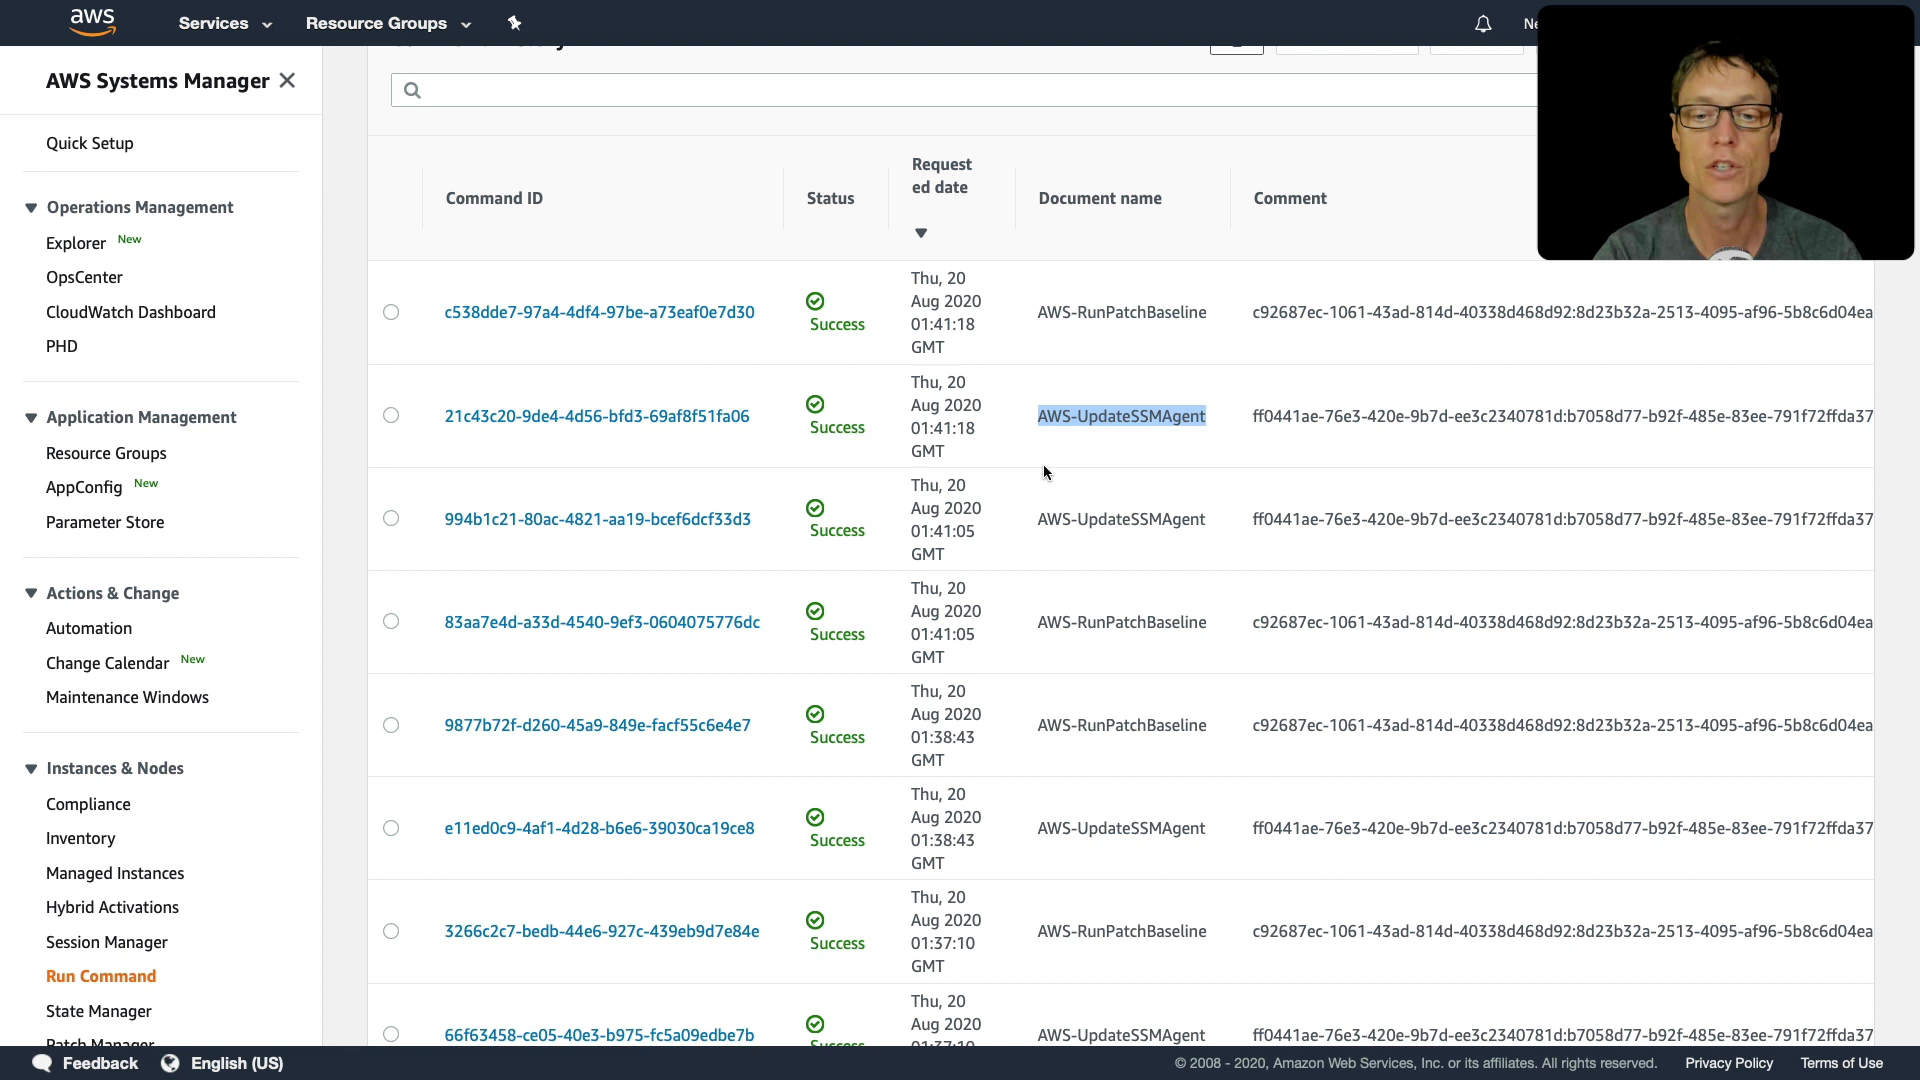 aws
Services
Resource Groups
AWS Systems Manager
Quick Setup
Operations Management
Explorer New
OpsCenter
CloudWatch Dashboard
PHD
Application Management
Resource Groups
AppConfig New
Parameter Store
Actions & Change
Automation
Change Calendar New
Maintenance Windows
Instances & Nodes
Compliance
Inventory
Managed Instances
Hybrid Activations
Session Manager
Run Command
State Manager
Patch Manager
Command ID
Status
Request
ed date
Document name
Comment
c538dde7-97a4-4df4-97be-a73eaf0e7d30
Success
Thu, 20
Aug 2020
01:41:18
GMT
AWS-RunPatchBaseline
c92687ec-1061-43ad-814d-40338d468d92:8d23b32a-2513-4095-af96-5b8c6d04ea
21c43c20-9de4-4d56-bfd3-69af8f51fa06
Success
Thu, 20
Aug 2020
01:41:18
GMT
AWS-UpdateSSMAgent
ff0441ae-76e3-420e-9b7d-ee3c2340781d:b7058d77-b92f-485e-83ee-791f72ffda37
994b1c21-80ac-4821-aa19-bcef6dcf33d3
Success
Thu, 20
Aug 2020
01:41:05
GMT
AWS-UpdateSSMAgent
ff0441ae-76e3-420e-9b7d-ee3c2340781d:b7058d77-b92f-485e-83ee-791f72ffda37
83aa7e4d-a33d-4540-9ef3-0604075776dc
Success
Thu, 20
Aug 2020
01:41:05
GMT
AWS-RunPatchBaseline
c92687ec-1061-43ad-814d-40338d468d92:8d23b32a-2513-4095-af96-5b8c6d04ea
9877b72f-d260-45a9-849e-facf55c6e4e7
Success
Thu, 20
Aug 2020
01:38:43
GMT
AWS-RunPatchBaseline
c92687ec-1061-43ad-814d-40338d468d92:8d23b32a-2513-4095-af96-5b8c6d04ea
e11ed0c9-4af1-4d28-b6e6-39030ca19ce8
Success
Thu, 20
Aug 2020
01:38:43
GMT
AWS-UpdateSSMAgent
ff0441ae-76e3-420e-9b7d-ee3c2340781d:b7058d77-b92f-485e-83ee-791f72ffda37
3266c2c7-bedb-44e6-927c-439eb9d7e84e
Success
Thu, 20
Aug 2020
01:37:10
GMT
AWS-RunPatchBaseline
c92687ec-1061-43ad-814d-40338d468d92:8d23b32a-2513-4095-af96-5b8c6d04ea
66f63458-ce05-40e3-b975-fc5a09edbe7b
Success
Thu, 20
Aug 2020
01:37:10
AWS-UpdateSSMAgent
ff0441ae-76e3-420e-9b7d-ee3c2340781d:b7058d77-b92f-485e-83ee-791f72ffda37
Feedback
English (US)
© 2008 - 2020, Amazon Web Services, Inc. or its affiliates. All rights reserved.
Privacy Policy
Terms of Use